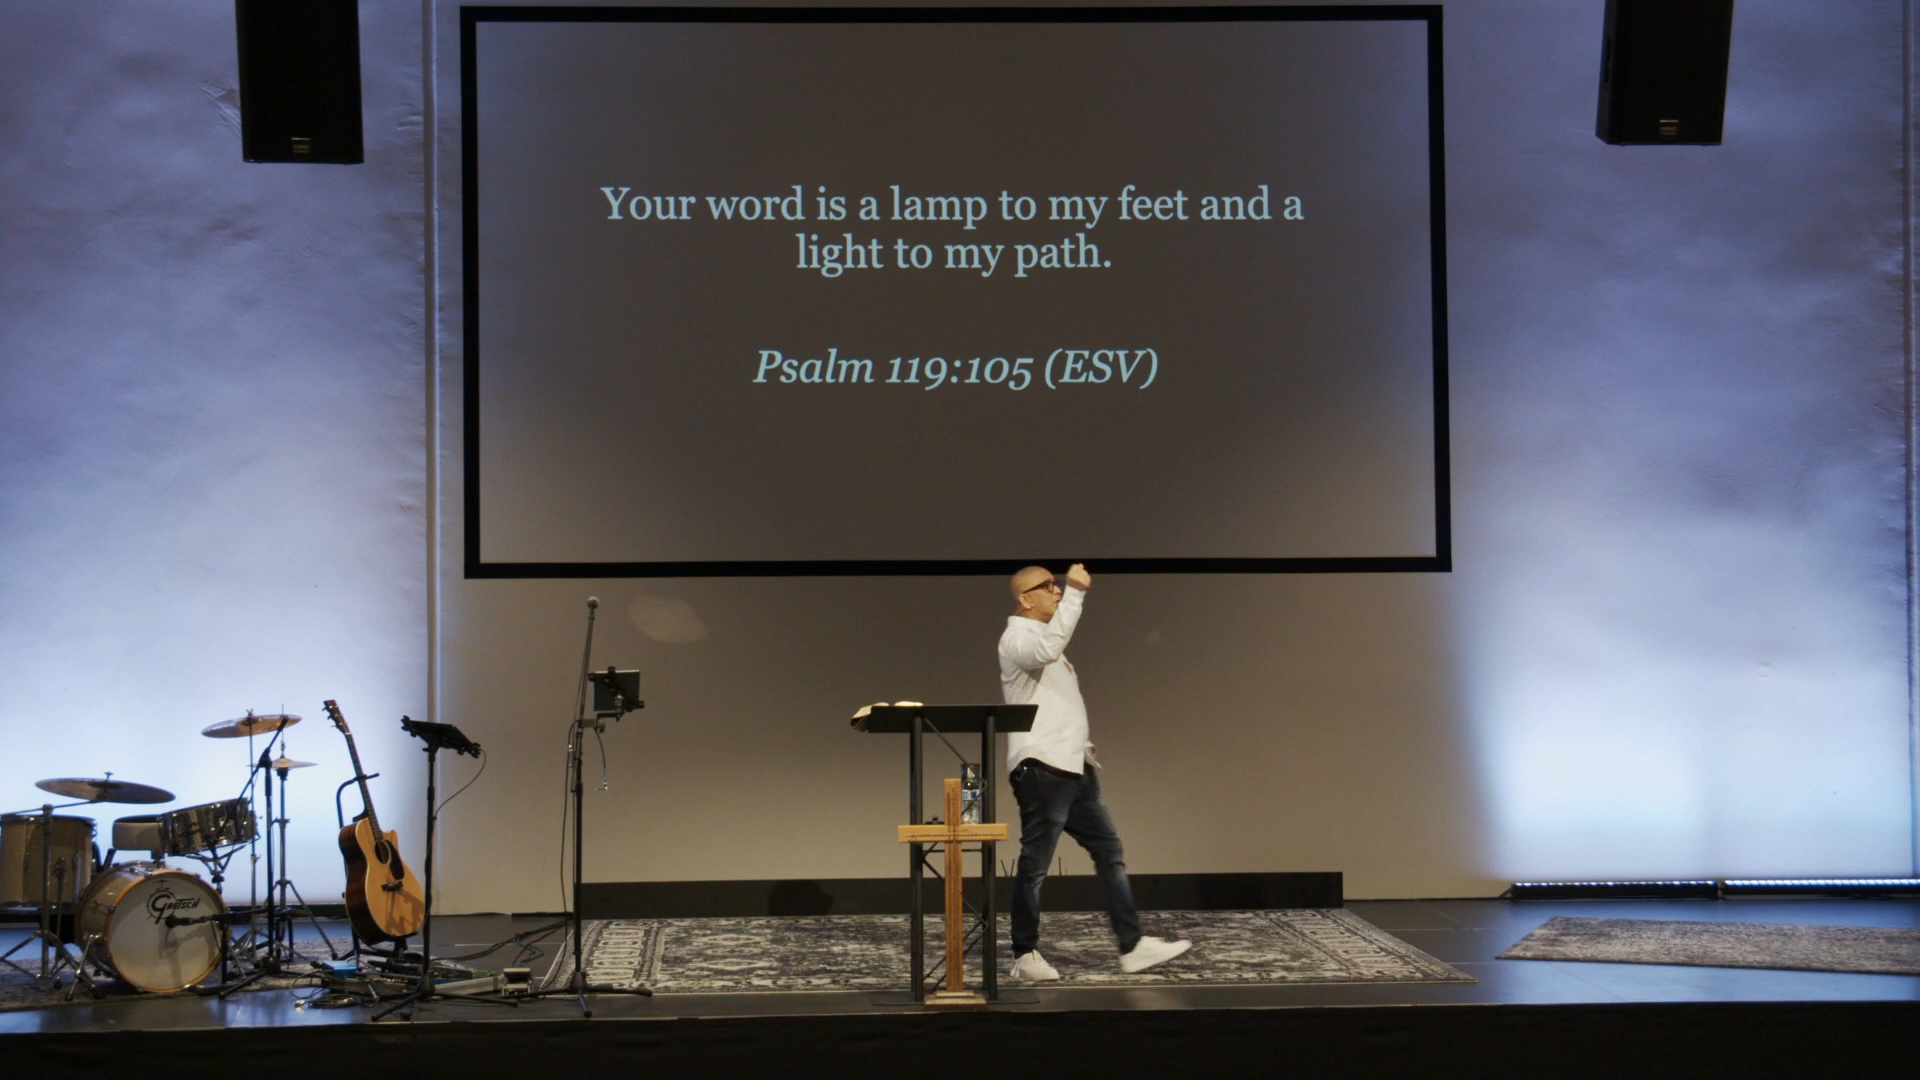 Your word is a lamp to my feet and a
light to my path.
Psalm 119:105 (ESV)
GRETSCH